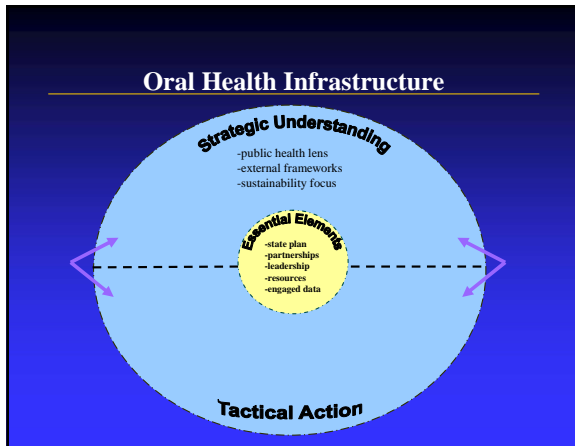 Oral Health Infrastructure
Strategic Understanding
-public health lens
-external frameworks
-sustainability focus
Essential Elements
-state plan
-partnerships
-leadership
-resources
-engaged data
Tactical Action